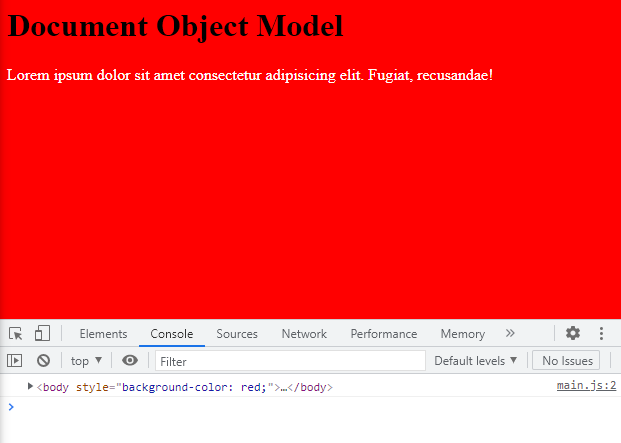 Document Object Model
Lorem ipsum dolor sit amet consectetur adipisicing elit. Fugiat, recusandae!
Elements Console Sources Network Performance Memory »
top ▼ Filter Default levels ▼ No Issues
<body style="background-color: red;">…</body> main.js:2